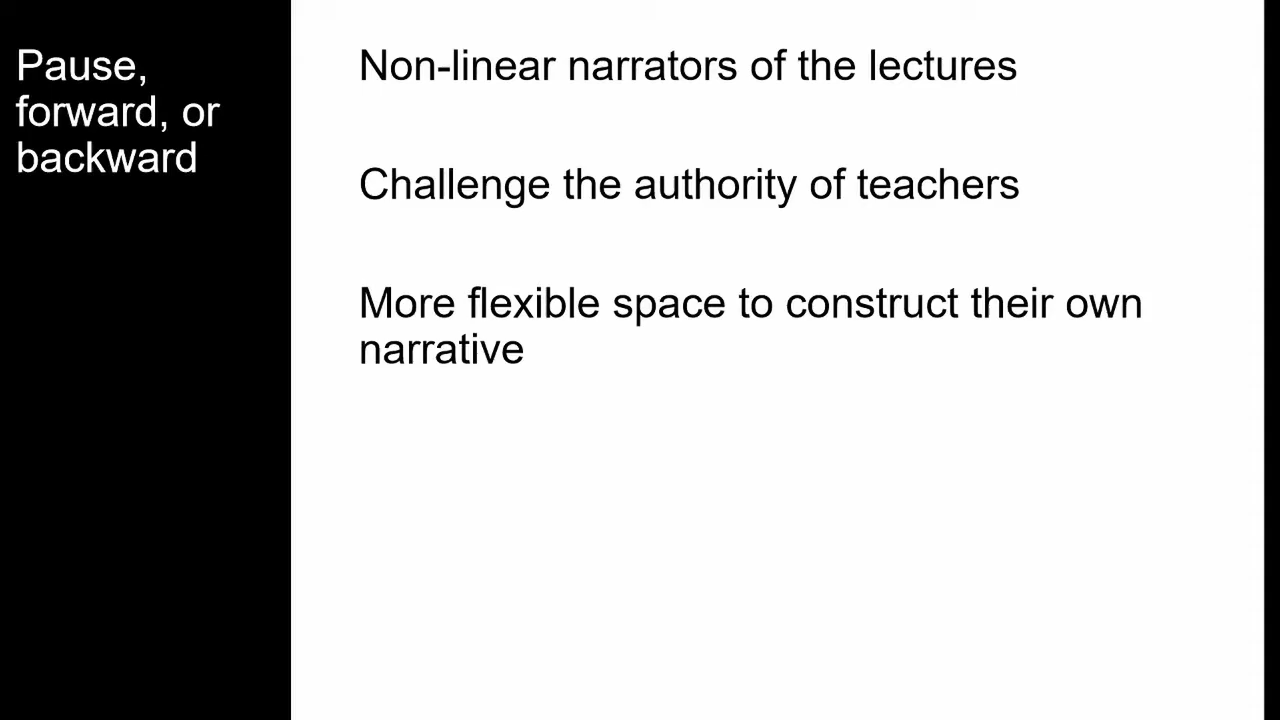 Pause,
forward, or
backward
Non-linear narrators of the lectures
Challenge the authority of teachers
More flexible space to construct their own
narrative